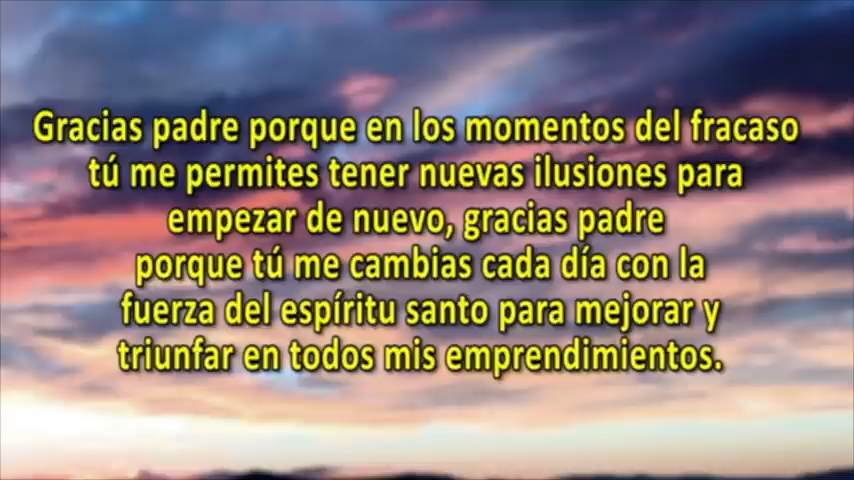 Gracias padre porque en los momentos del fracaso
tú me permites tener nuevas ilusiones para
empezar de nuevo, gracias padre
porque tú me cambias cada día con la
fuerza del espíritu santo para mejorar y
triunfar en todos mis emprendimientos.